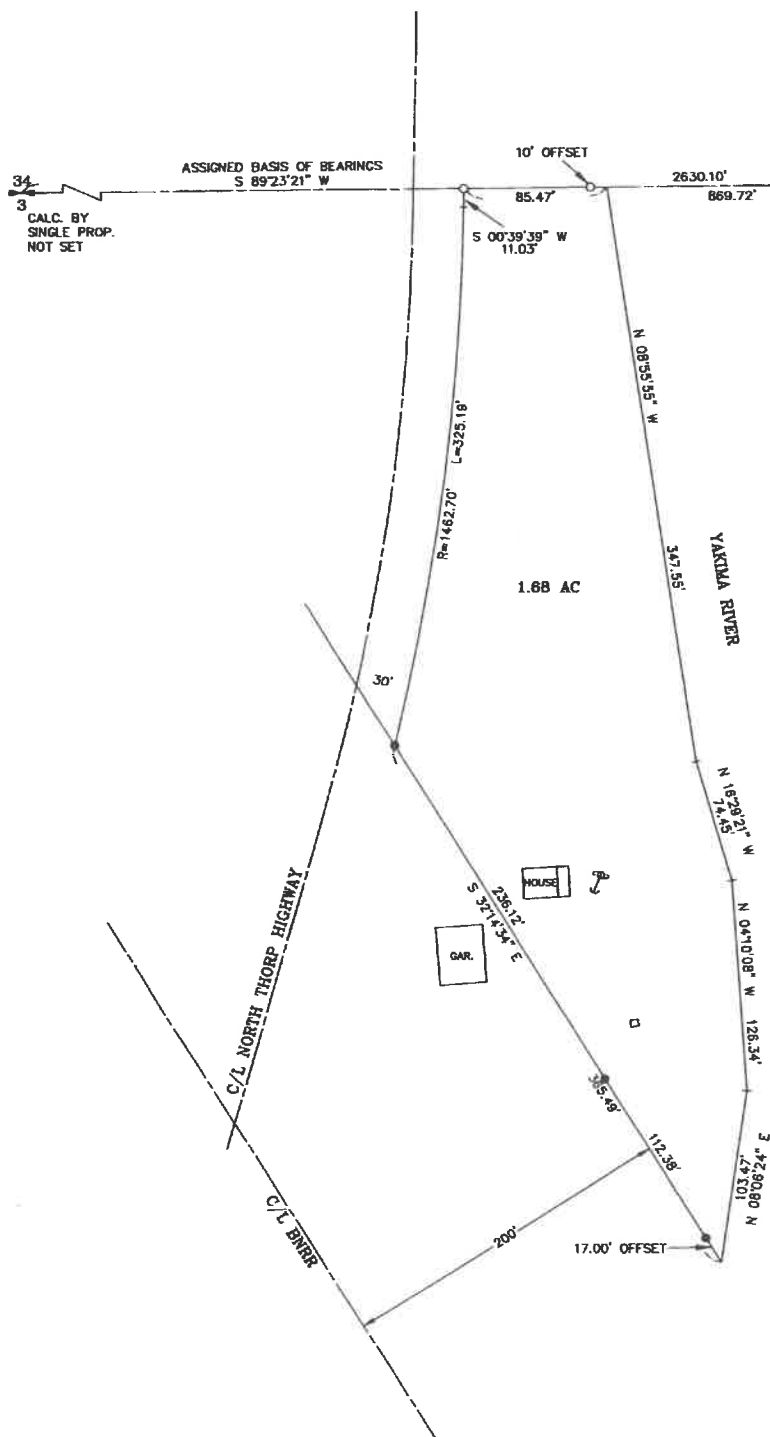 34
3
CALC. BY
SINGLE PROP.
NOT SET
ASSIGNED BASIS OF BEARINGS
S 89°23'21" W
10' OFFSET
85.47'
2630.10'
869.72'
S 00°39'39" W
11.03'
N 08°55'55" W
347.55'
L=325.19'
R=1462.70'
1.68 AC
YAKIMA RIVER
30'
N 16°29'21" W
74.45'
HOUSE
236.12'
S 32°14'34" E
GAR.
N 04°10'08" W
126.34'
C/L NORTH THORP HIGHWAY
365.49'
112.38'
103.47'
N 08°06'24" E
C/L BNRR
200'
17.00' OFFSET